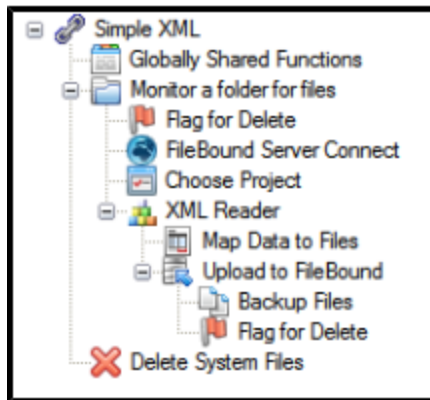 Simple XML
Globally Shared Functions
Monitor a folder for files
Flag for Delete
FileBound Server Connect
Choose Project
XML Reader
Map Data to Files
Upload to FileBound
Backup Files
Flag for Delete
Delete System Files